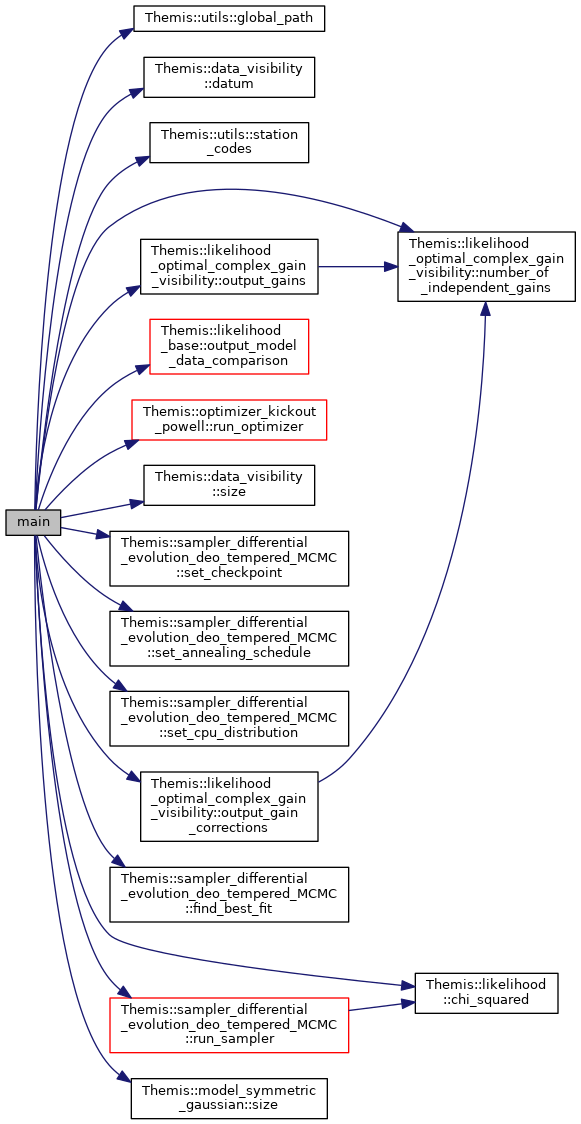 Themis::utils::global_path
Themis::data_visibility
::datum
Themis::utils::station
_codes
Themis::likelihood
_optimal_complex_gain
_visibility::number_of
_independent_gains
Themis::likelihood
_optimal_complex_gain
_visibility::output_gains
Themis::likelihood
_base::output_model
_data_comparison
Themis::optimizer_kickout
_powell::run_optimizer
Themis::data_visibility
::size
main
Themis::sampler_differential
_evolution_deo_tempered_MCMC
::set_checkpoint
Themis::sampler_differential
_evolution_deo_tempered_MCMC
::set_annealing_schedule
Themis::sampler_differential
_evolution_deo_tempered_MCMC
::set_cpu_distribution
Themis::likelihood
_optimal_complex_gain
_visibility::output_gain
_corrections
Themis::sampler_differential
_evolution_deo_tempered_MCMC
::find_best_fit
Themis::likelihood
::chi_squared
Themis::sampler_differential
_evolution_deo_tempered_MCMC
::run_sampler
Themis::model_symmetric
_gaussian::size